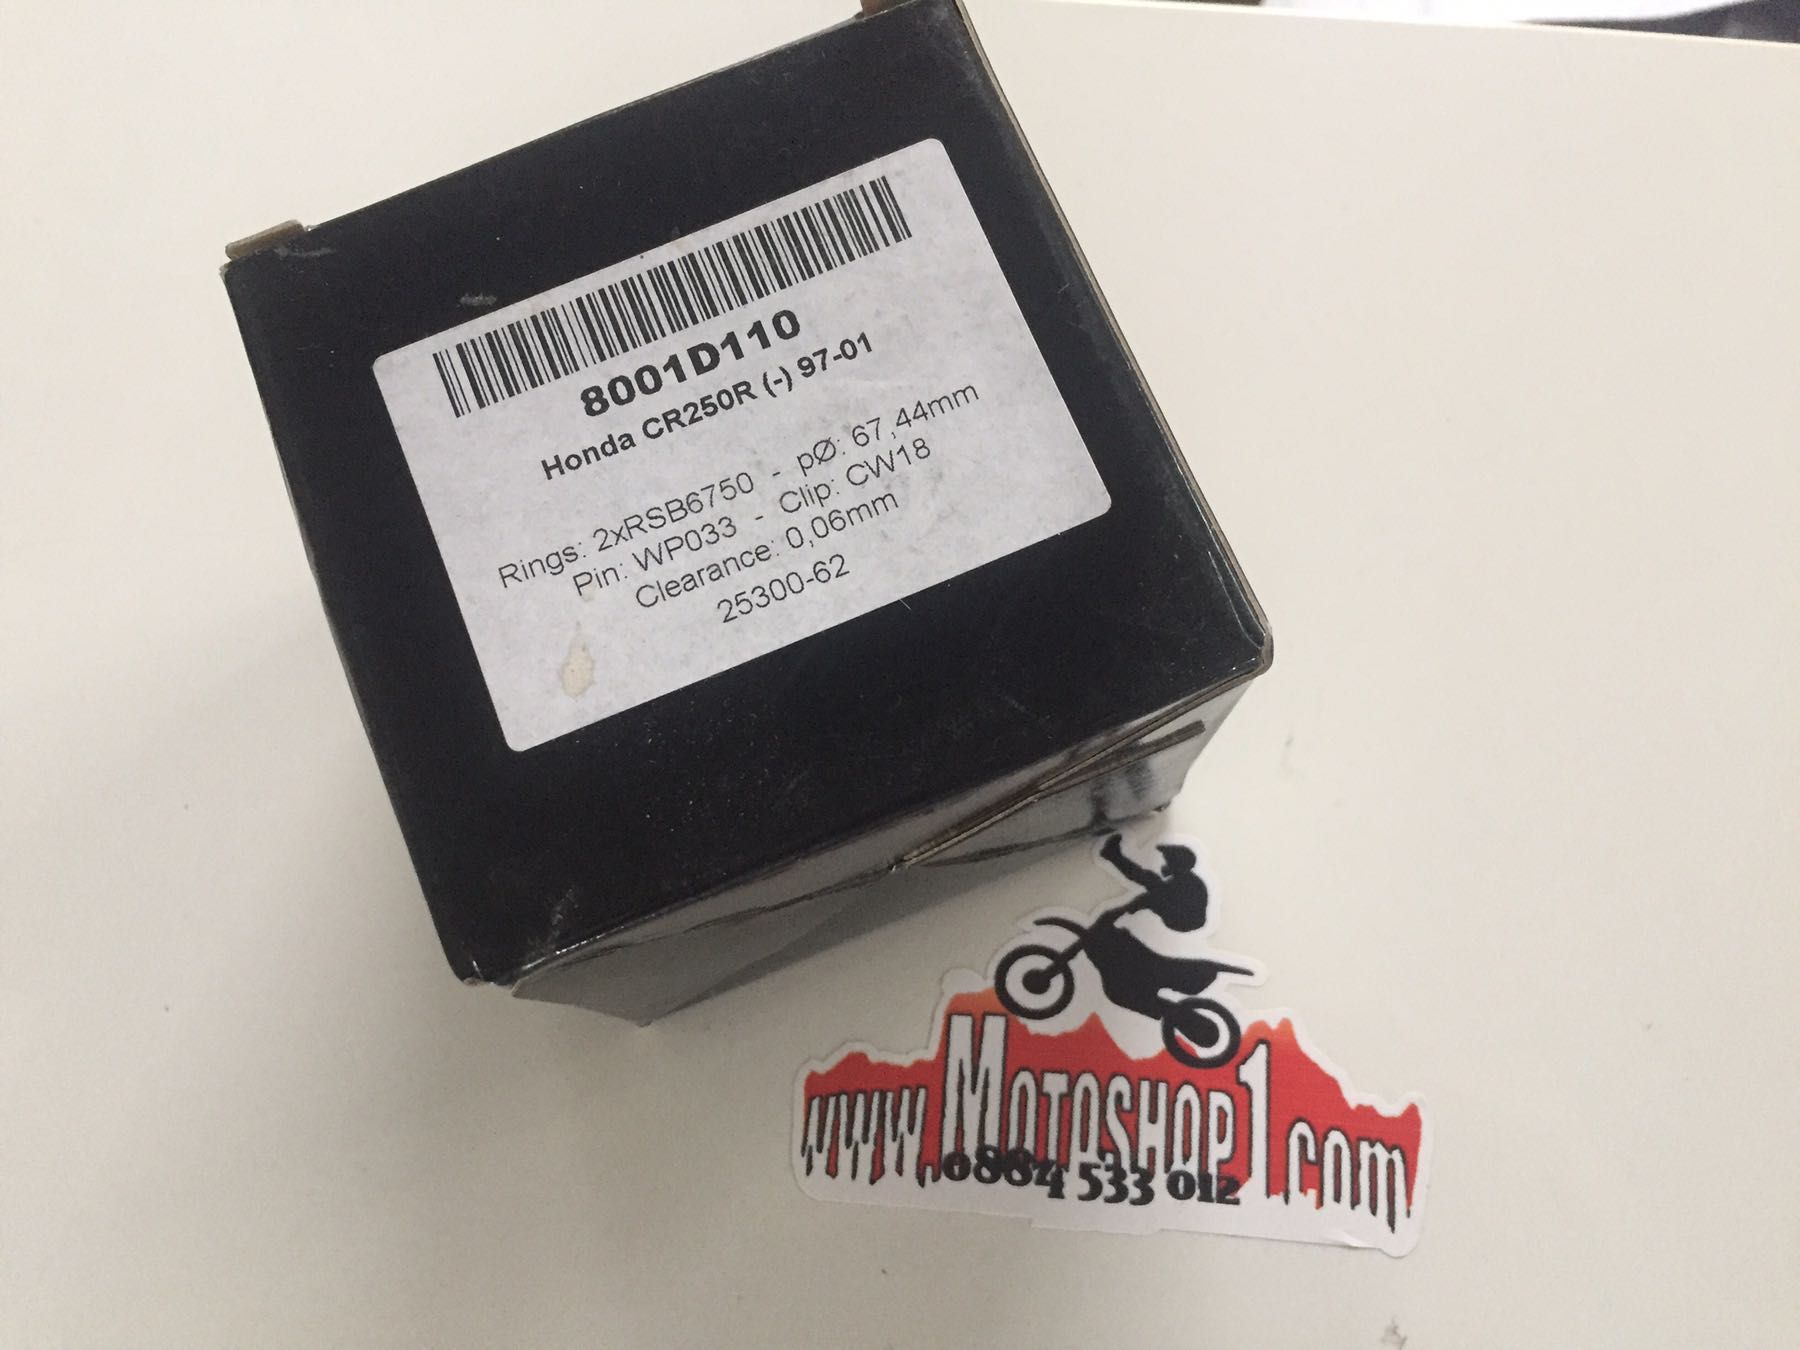 8001D110
Honda CR250R (-) 97-01
Rings: 2xRSB6750 - pØ: 67,44mm
Pin: WP033 - Clip: CW18
Clearance: 0,06mm
25300-62
www.Motoshop1.com
0884 533 012